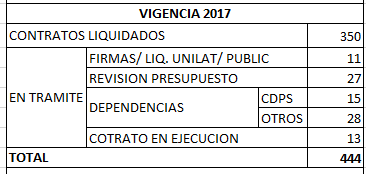 VIGENCIA 2017
CONTRATOS LIQUIDADOS 350
EN TRAMITE FIRMAS/ LIQ. UNILAT/ PUBLIC 11
REVISION PRESUPUESTO 27
DEPENDENCIAS CDPS 15
OTROS 28
COTRATO EN EJECUCION 13
TOTAL 444